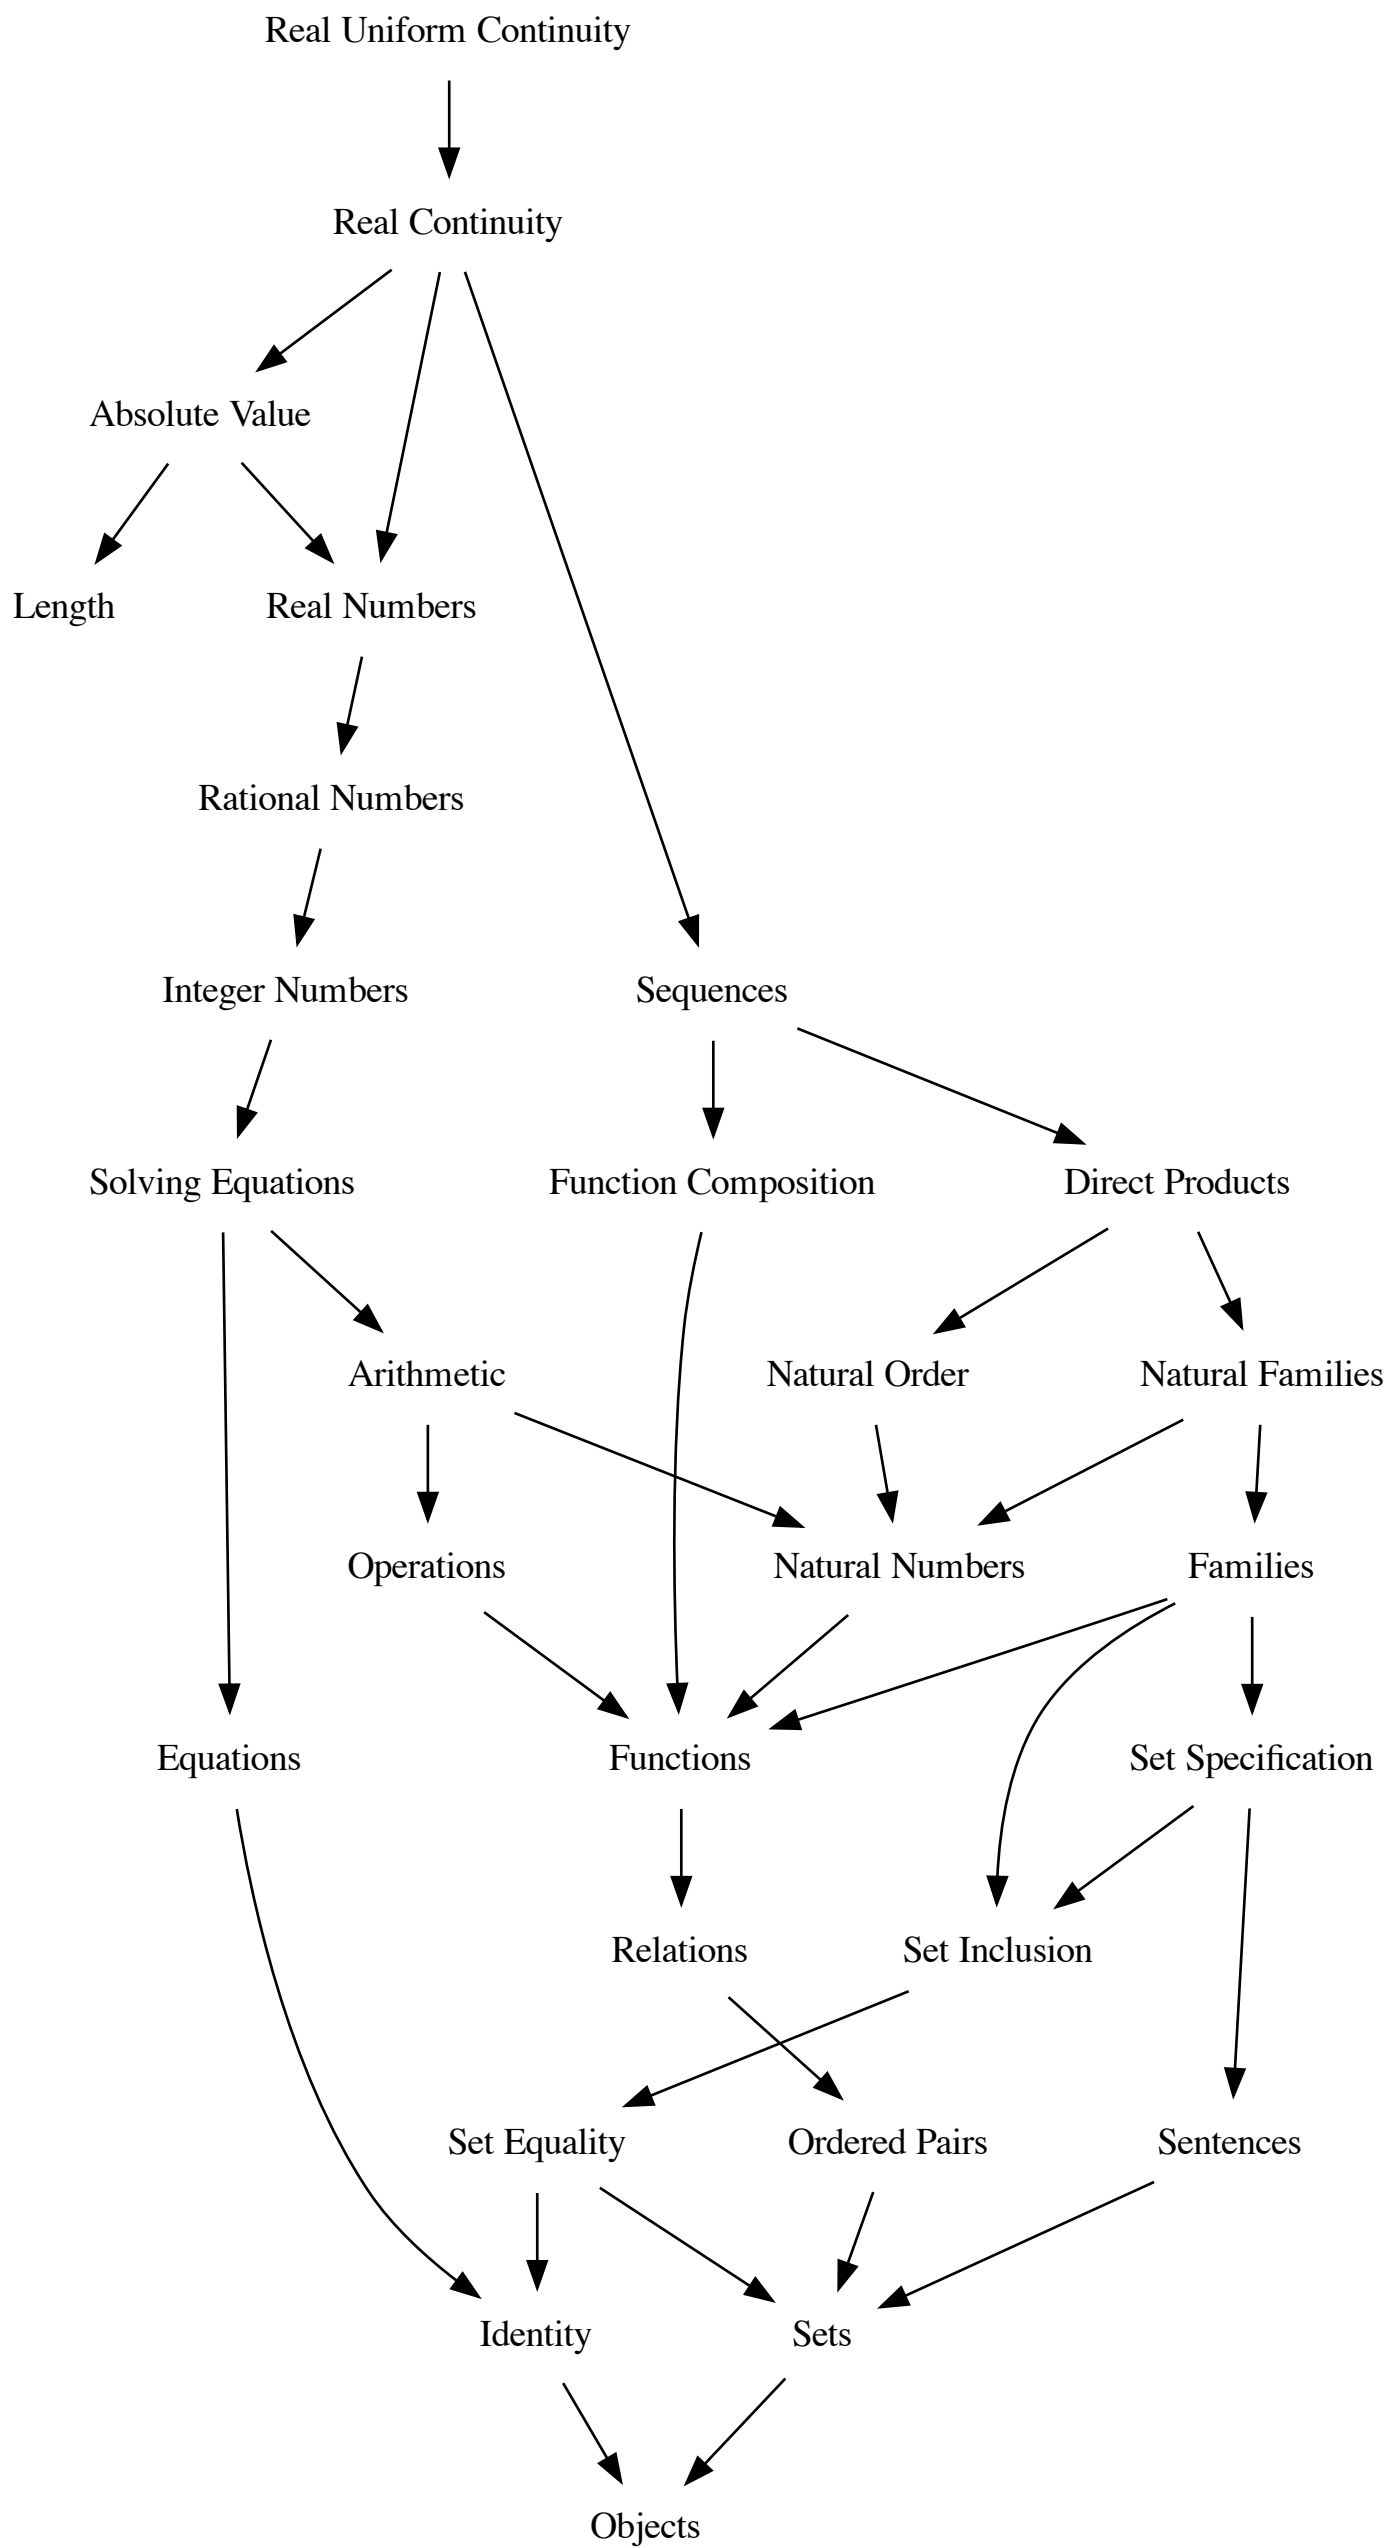 Real Uniform Continuity
Real Continuity
Absolute Value
Length
Real Numbers
Rational Numbers
Integer Numbers
Sequences
Solving Equations
Function Composition
Direct Products
Arithmetic
Natural Order
Natural Families
Operations
Natural Numbers
Families
Equations
Functions
Set Specification
Relations
Set Inclusion
Set Equality
Ordered Pairs
Sentences
Identity
Sets
Objects